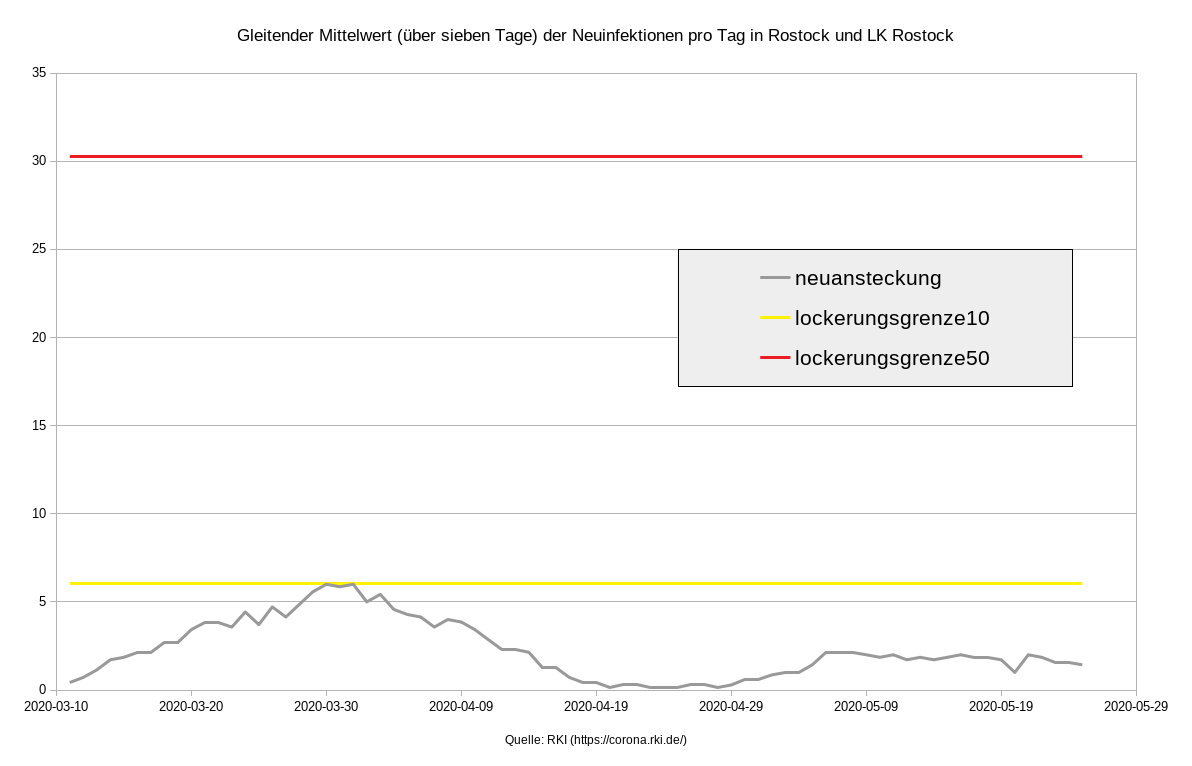 Gleitender Mittelwert (über sieben Tage) der Neuinfektionen pro Tag in Rostock und LK Rostock
35
30
25
20
15
10
5
0
neuansteckung
lockerungsgrenze10
lockerungsgrenze50
2020-03-10 2020-03-20 2020-03-30 2020-04-09 2020-04-19 2020-04-29 2020-05-09 2020-05-19 2020-05-29
Quelle: RKI (https://corona.rki.de/)